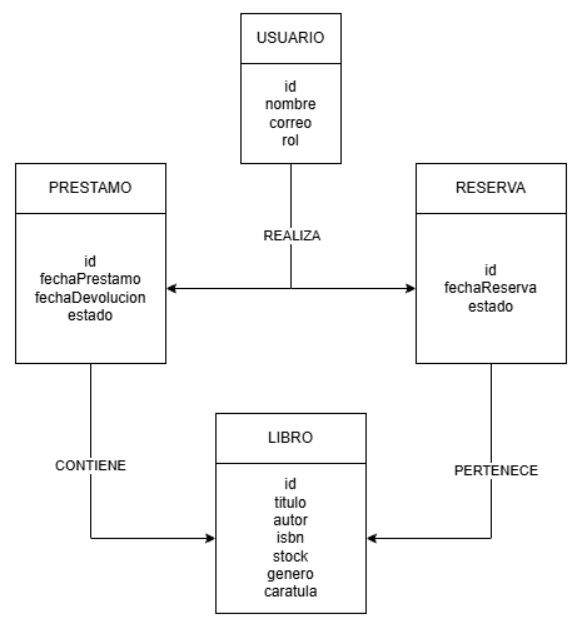 USUARIO
id
nombre
correo
rol
PRESTAMO
id
fechaPrestamo
fechaDevolucion
estado
REALIZA
RESERVA
id
fechaReserva
estado
CONTIENE
PERTENECE
LIBRO
id
titulo
autor
isbn
stock
genero
caratula